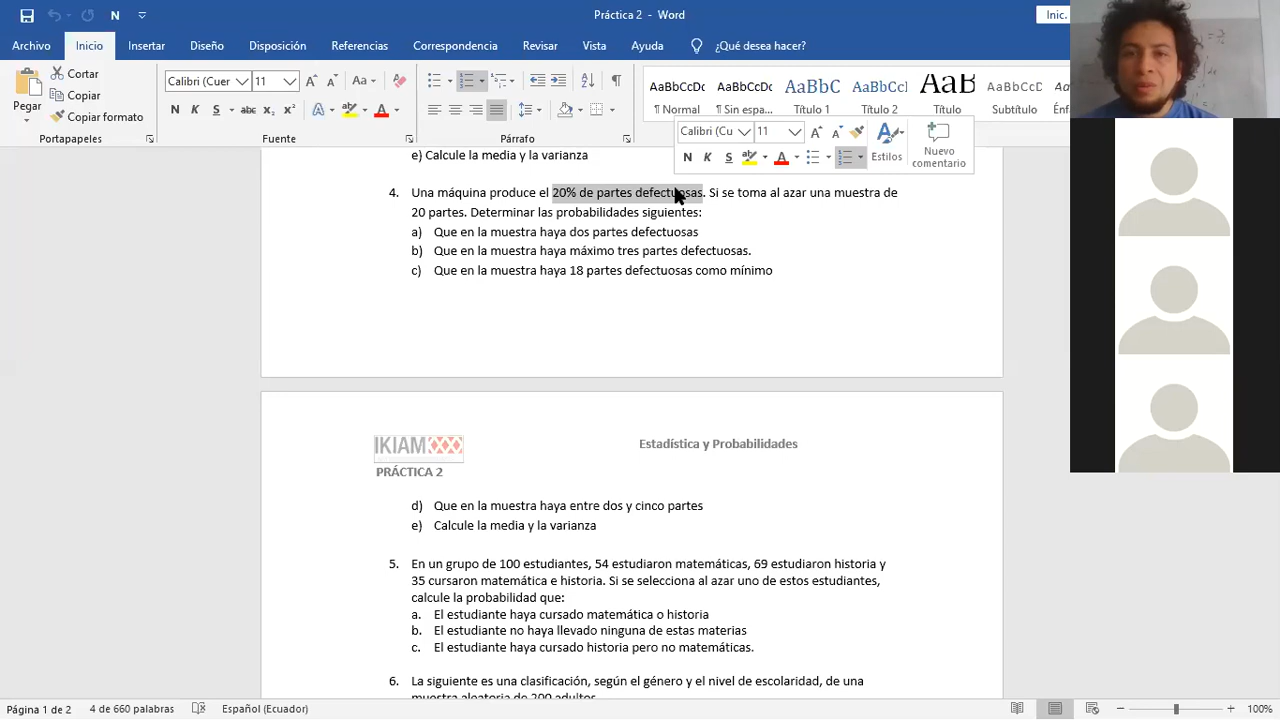 Práctica 2 - Word
Inic.
Archivo
Inicio
Insertar
Diseño
Disposición
Referencias
Correspondencia
Revisar
Vista
Ayuda
¿Qué desea hacer?
Pegar
Cortar
Copiar
Copiar formato
Portapapeles
Calibri (Cuer
11
Fuente
Párrafo
AaBbCcDc
¶ Normal
AaBbCcDc
¶ Sin espa...
AaBbC
Título 1
AaBbCcl
Título 2
AaB
Título
AaBbCcD
Subtítulo
Calibri (Cu
11
Estilos
Nuevo
comentario
e) Calcule la media y la varianza
4. Una máquina produce el 20% de partes defectuosas. Si se toma al azar una muestra de
20 partes. Determinar las probabilidades siguientes:
a) Que en la muestra haya dos partes defectuosas
b) Que en la muestra haya máximo tres partes defectuosas.
c) Que en la muestra haya 18 partes defectuosas como mínimo
IKIAM
Estadística y Probabilidades
PRÁCTICA 2
d) Que en la muestra haya entre dos y cinco partes
e) Calcule la media y la varianza
5. En un grupo de 100 estudiantes, 54 estudiaron matemáticas, 69 estudiaron historia y
35 cursaron matemática e historia. Si se selecciona al azar uno de estos estudiantes,
calcule la probabilidad que:
a. El estudiante haya cursado matemática o historia
b. El estudiante no haya llevado ninguna de estas materias
c. El estudiante haya cursado historia pero no matemáticas.
6. La siguiente es una clasificación, según el género y el nivel de escolaridad, de una
muestra aleatoria de 200 adultos
Página 1 de 2
4 de 660 palabras
Español (Ecuador)
100%